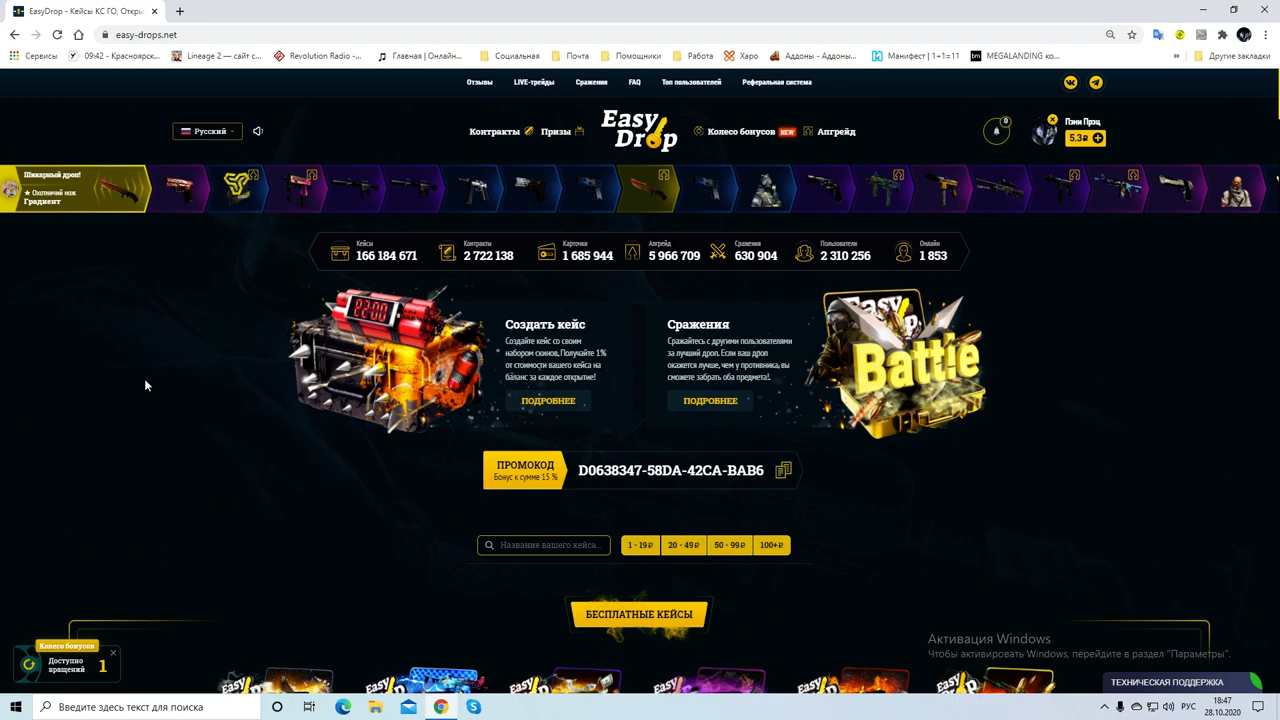 EasyDrop - Кейсы КС ГО, Откры
easy-drops.net
Сервисы
09:42 - Красноярск...
Lineage 2 — сайт с...
Revolution Radio –...
Главная | Онлайн...
Социальная
Почта
Помощники
Работа
Харо
Аддоны - Аддоны...
Манифест | 1+1=11
MEGALANDING ко...
»
Другие закладки
Отзывы
LIVE-трейды
Сражения
FAQ
Топ пользователей
Реферальная система
Русский
Контракты
Призы
Easy Drop
Колесо бонусов NEW
Апгрейд
0
Пэни Прэц
5.3₽
Шикарный дроп!
★ Охотничий нож
Градиент
Кейсы
166 184 671
Контракты
2 722 138
Карточки
1 685 944
Апгрейд
5 966 709
Сражения
630 904
Пользователи
2 310 256
Онлайн
1 853
Создать кейс
Создайте кейс со своим
набором скинов, Получайте 1%
от стоимости вашего кейса на
баланс за каждое открытие!
ПОДРОБНЕЕ
Сражения
Сражайтесь с другими пользователями
за лучший дроп. Если ваш дроп
окажется лучше, чем у противника, вы
сможете забрать оба предмета!.
ПОДРОБНЕЕ
Battle
ПРОМОКОД
Бонус к сумме 15 %
D0638347-58DA-42CA-BAB6
Название вашего кейса...
1 - 19₽
20 - 49₽
50 - 99₽
100+₽
БЕСПЛАТНЫЕ КЕЙСЫ
Колесо бонусов
Доступно
вращений
1
Easy
Easy
Easy
Easy
Easy
Easy
Активация Windows
Чтобы активировать Windows, перейдите в раздел "Параметры".
ТЕХНИЧЕСКАЯ ПОДДЕРЖКА
Введите здесь текст для поиска
РУС
18:47
28.10.2020